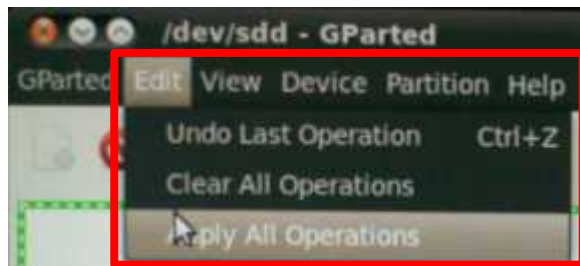 /dev/sdd - GParted
GParted Edit View Device Partition Help
Undo Last Operation Ctrl+Z
Clear All Operations
Apply All Operations